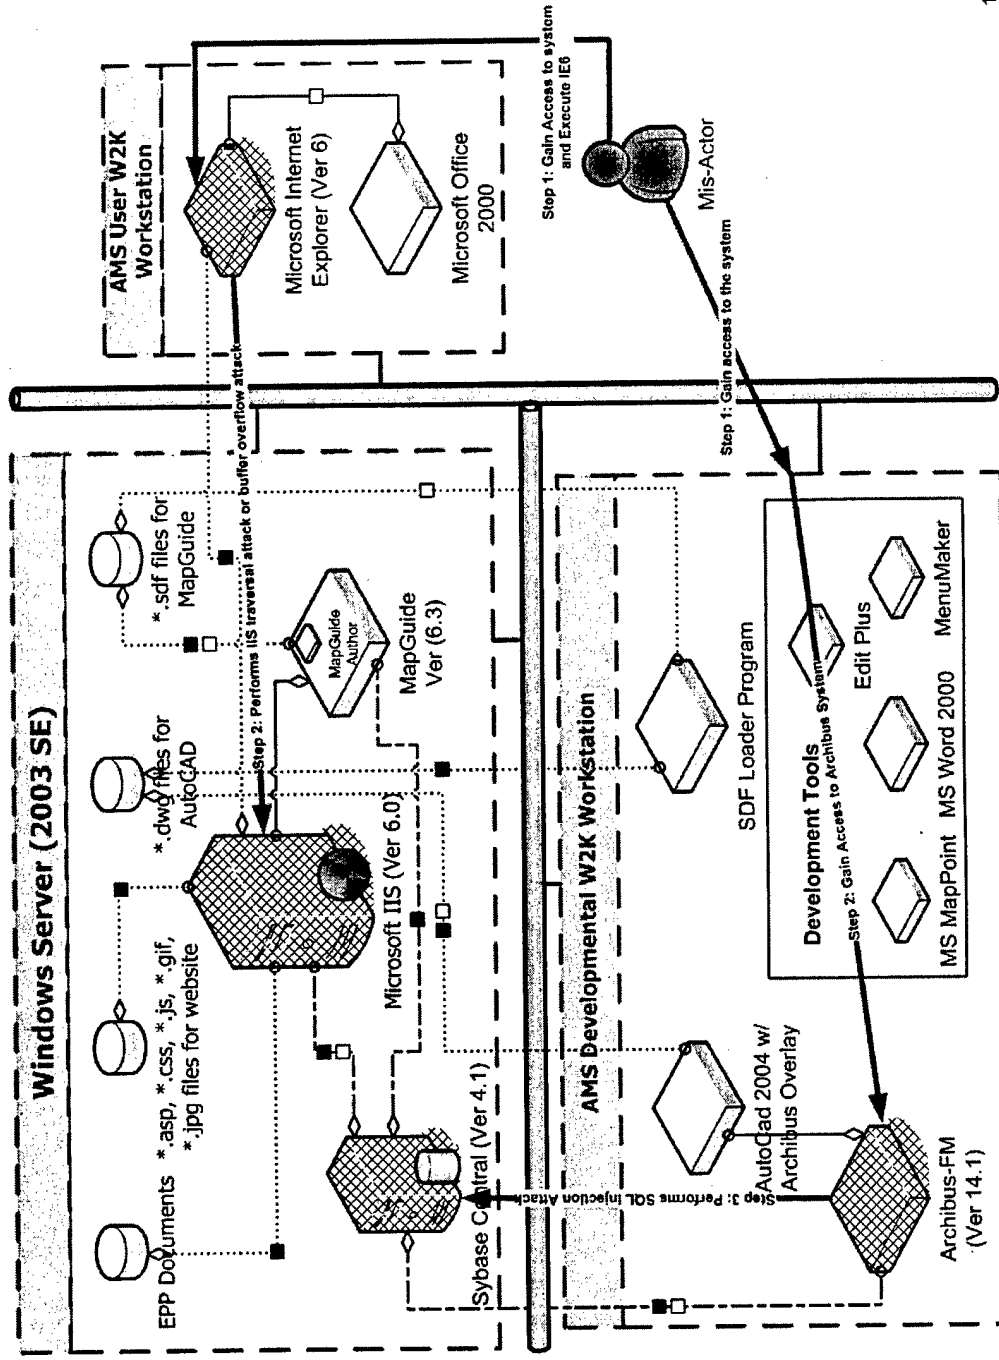 Windows Server (2003 SE)
EPP Documents
*.asp, *.css, *.js, *.gif,
*.jpg files for website
*.dwg files for
AutoCAD
*.sdf files for
MapGuide
Sybase Central (Ver 4.1)
Microsoft IIS (Ver 6.0)
MapGuide
Author
MapGuide
Ver (6.3)
Step 2: Performs IIS traversal attack or buffer overflow attack
AMS User W2K
Workstation
Microsoft Internet
Explorer (Ver 6)
Microsoft Office
2000
Step 1: Gain Access to system
and Execute IE6
Mis-Actor
Step 1: Gain access to the system
AMS Developmental W2K Workstation
AutoCad 2004 w/
Archibus Overlay
SDF Loader Program
Step 3: Performs SQL Injection Attack
Archibus-FM
(Ver 14.1)
Development Tools
Step 2: Gain Access to Archibus System
Edit Plus
MS MapPoint
MS Word 2000
MenuMaker